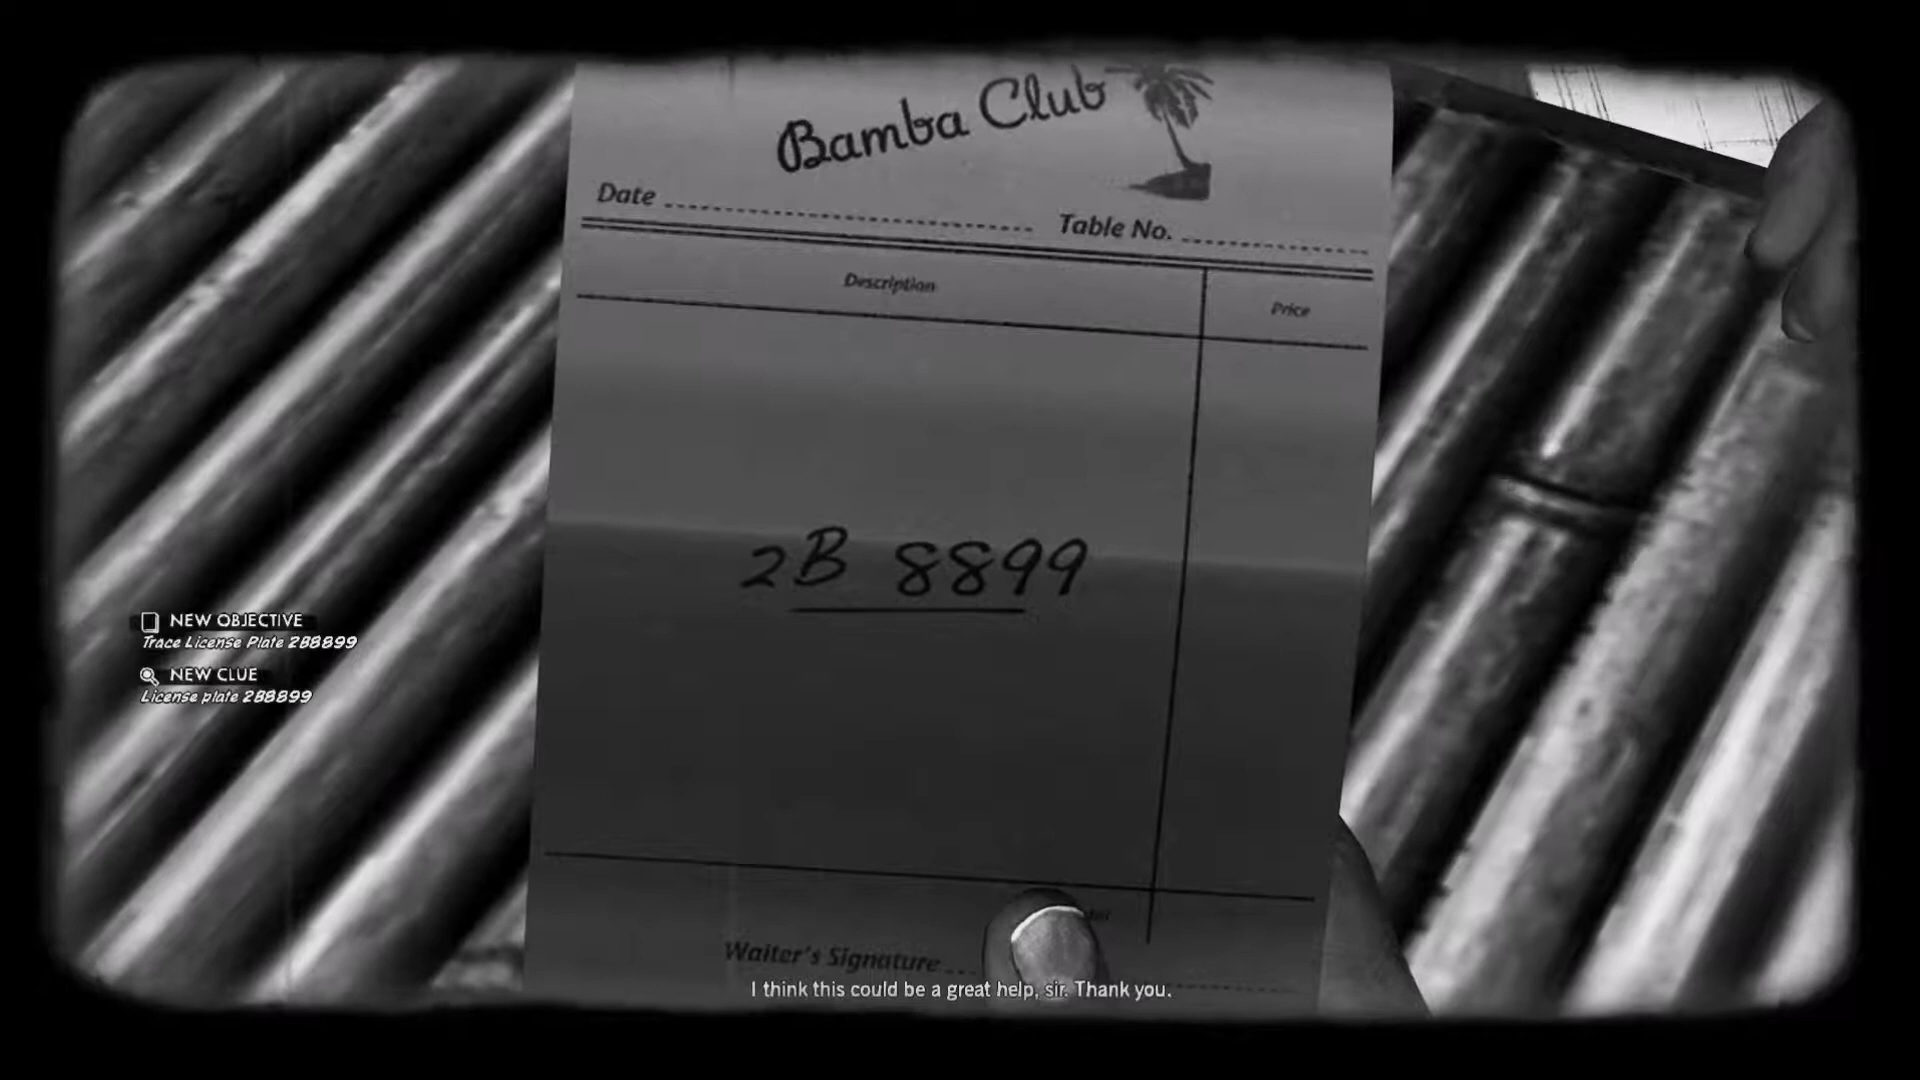 Bamba Club
Date
Table No.
Description
Price
2B 8899
NEW OBJECTIVE
Trace License Plate 2B8899
NEW CLUE
License plate 2B8899
Waiter's Signature
I think this could be a great help, sir. Thank you.